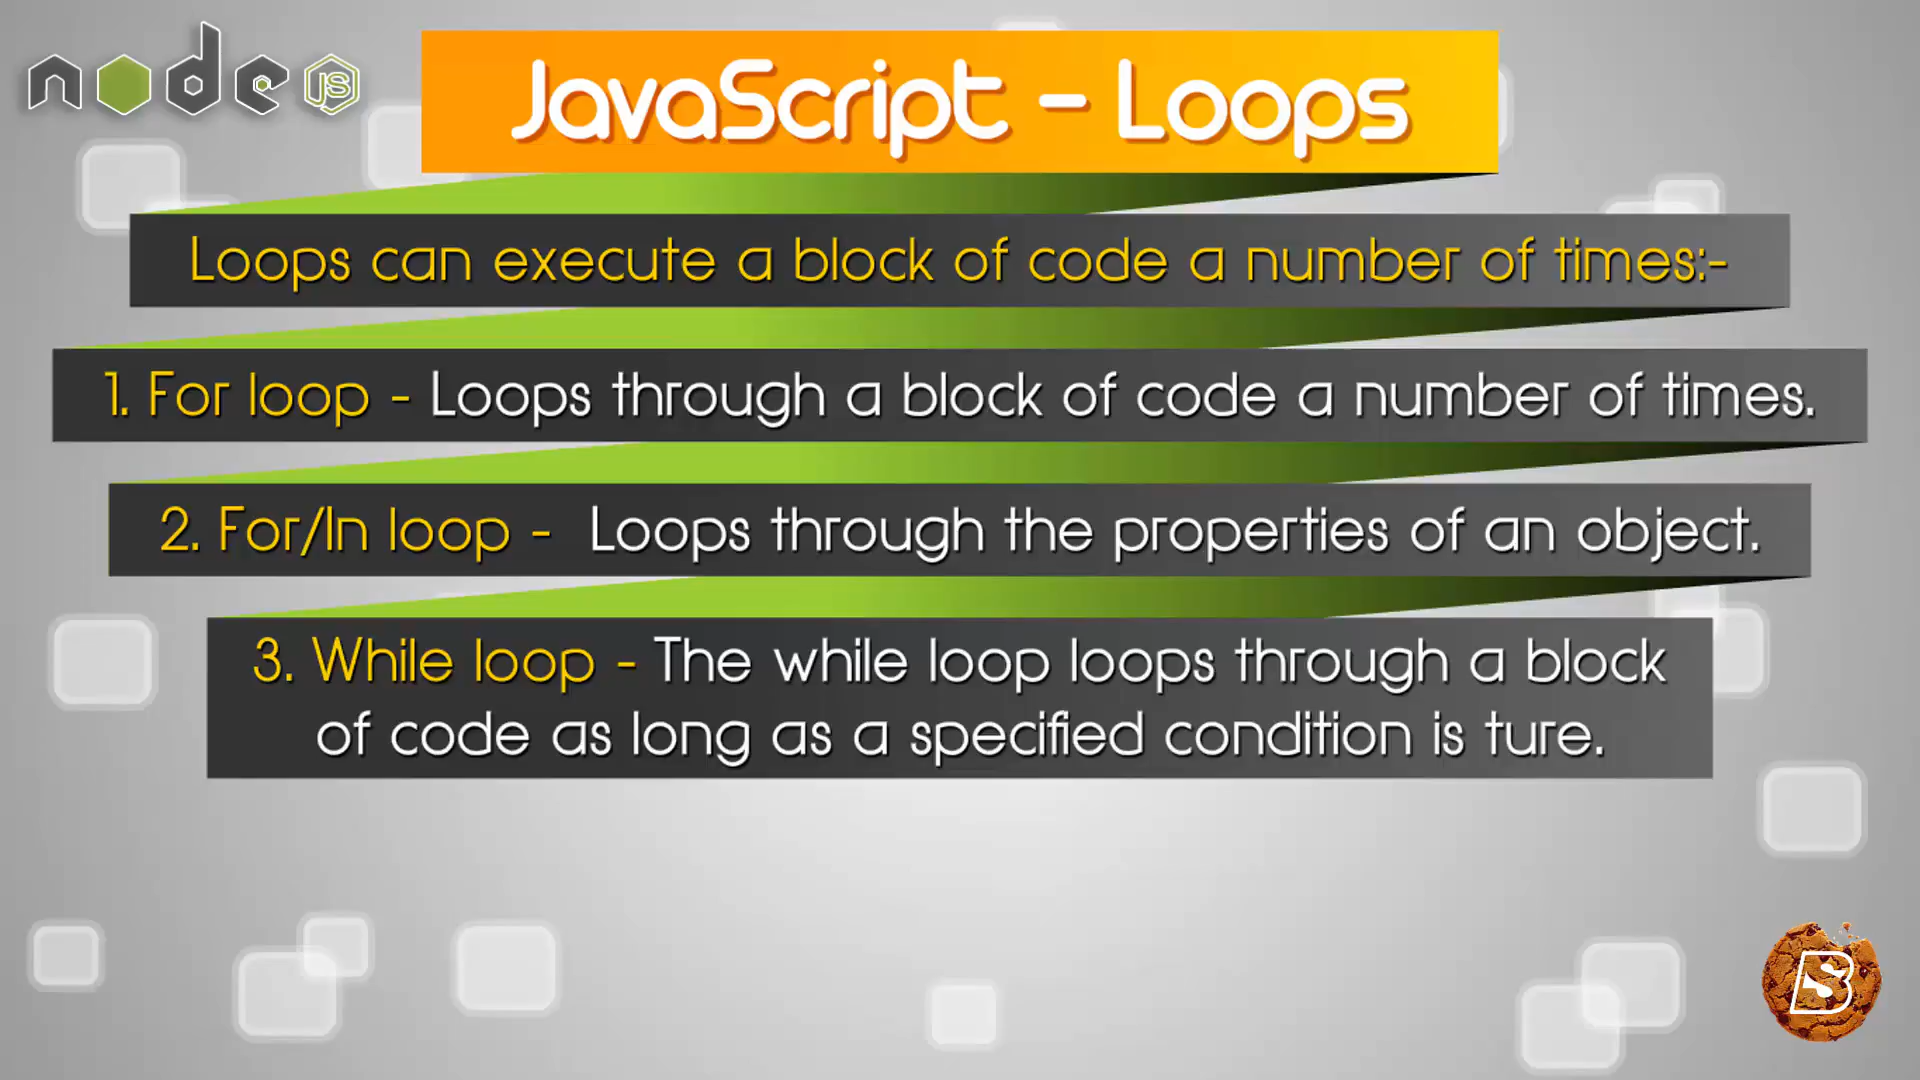 node JS
JavaScript - Loops
Loops can execute a block of code a number of times:-
1. For loop - Loops through a block of code a number of times.
2. For/In loop - Loops through the properties of an object.
3. While loop - The while loop loops through a block
of code as long as a specified condition is ture.
B